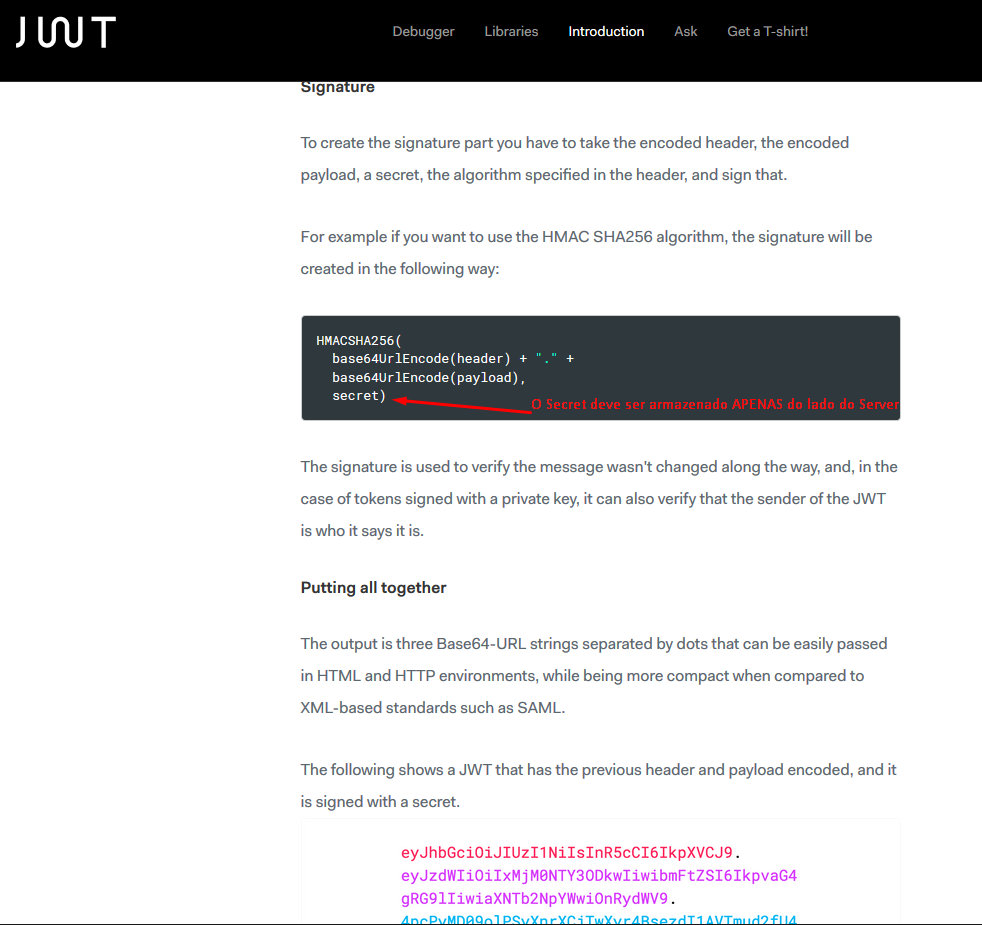 JWT
Debugger Libraries Introduction Ask Get a T-shirt!
Signature
To create the signature part you have to take the encoded header, the encoded
payload, a secret, the algorithm specified in the header, and sign that.
For example if you want to use the HMAC SHA256 algorithm, the signature will be
created in the following way:
HMACSHA256(
base64UrlEncode(header) + "." +
base64UrlEncode(payload),
secret)
O Secret deve ser armazenado APENAS do lado do Server
The signature is used to verify the message wasn't changed along the way, and, in the
case of tokens signed with a private key, it can also verify that the sender of the JWT
is who it says it is.
Putting all together
The output is three Base64-URL strings separated by dots that can be easily passed
in HTML and HTTP environments, while being more compact when compared to
XML-based standards such as SAML.
The following shows a JWT that has the previous header and payload encoded, and it
is signed with a secret.
eyJhbGciOiJIUzI1NiIsInR5cCI6IkpXVCJ9.
eyJzdWIiOiIxMjM0NTY3ODkwIiwibmFtZSI6IkpvaG4
gRG9lIiwiaXNTb2NpYWwiOnRydWV9.
4pcPyMD09olPSyXnrXCjTwXyr4BsezdI1AVTmud2fU4